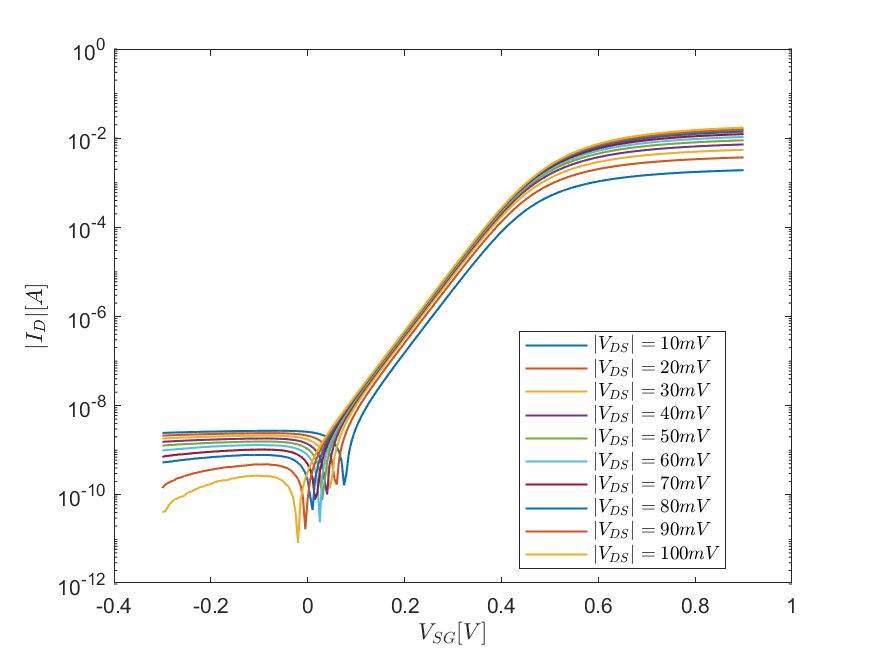 10^0
10^-2
10^-4
10^-6
10^-8
10^-10
10^-12
|I_D|[A]
|V_DS| = 10mV
|V_DS| = 20mV
|V_DS| = 30mV
|V_DS| = 40mV
|V_DS| = 50mV
|V_DS| = 60mV
|V_DS| = 70mV
|V_DS| = 80mV
|V_DS| = 90mV
|V_DS| = 100mV
-0.4 -0.2 0 0.2 0.4 0.6 0.8 1
V_SG[V]